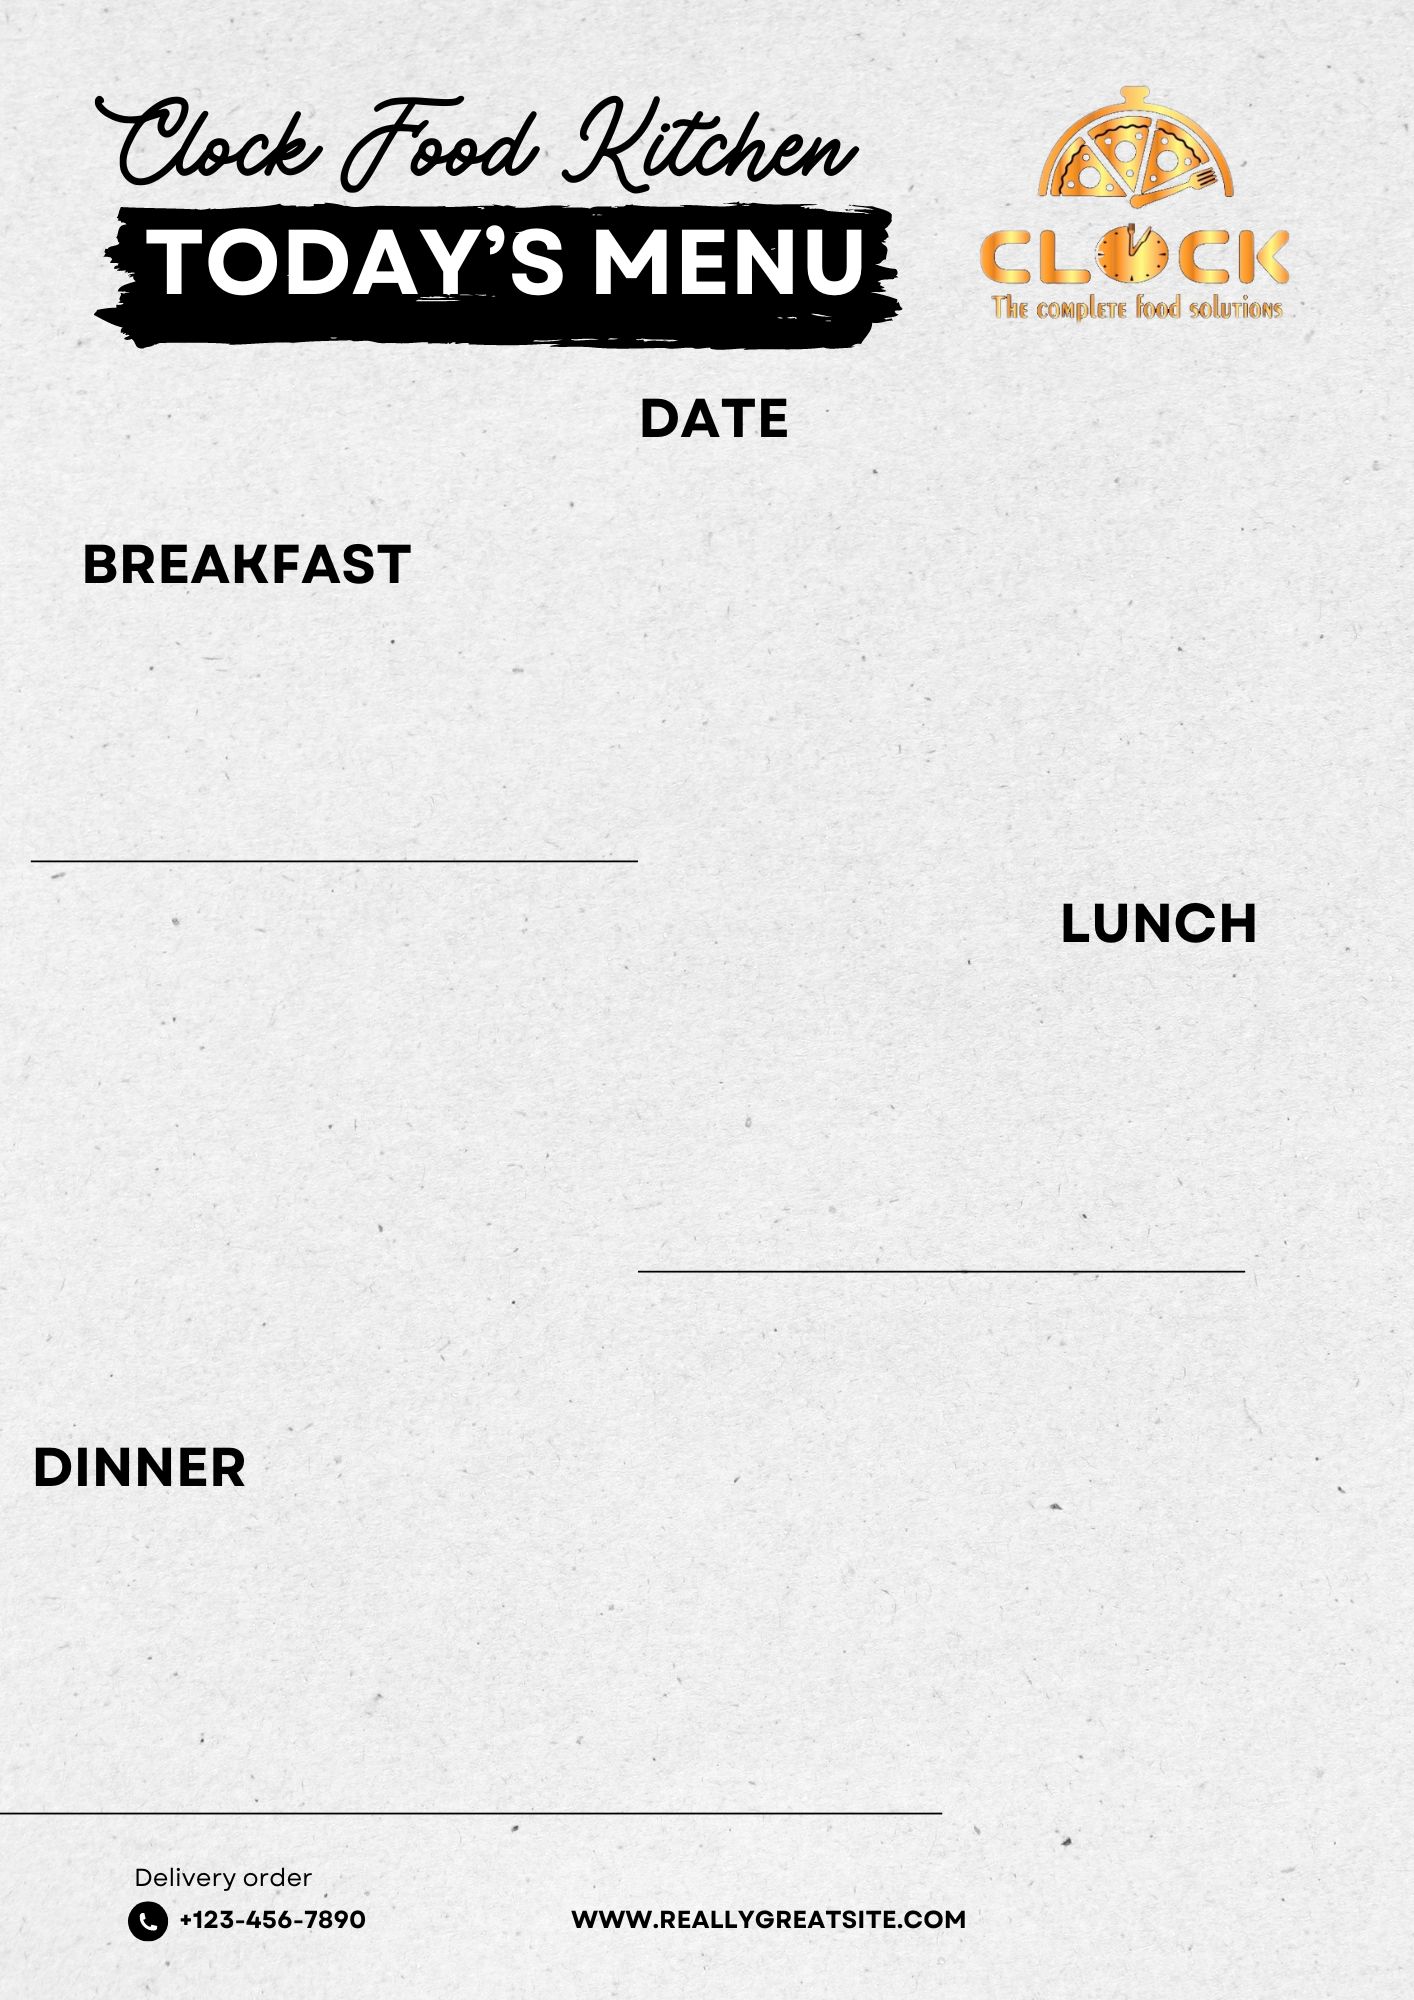 Clock Food Kitchen
TODAY’S MENU
CLOCK
The complete food solutions
DATE
BREAKFAST
LUNCH
DINNER
Delivery order
+123-456-7890
WWW.REALLYGREATSITE.COM